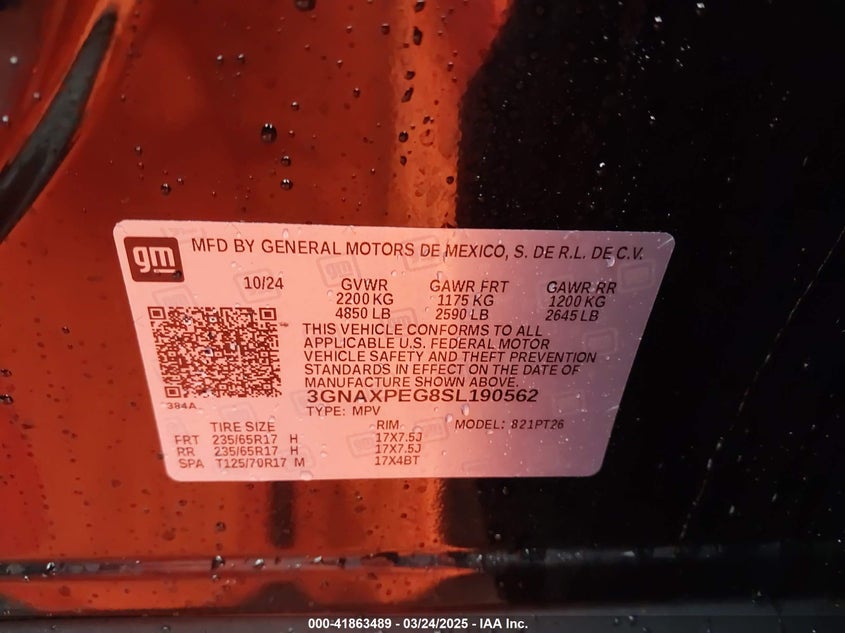 gm
MFD BY GENERAL MOTORS DE MEXICO, S. DE R.L. DE C.V.
10/24 GVWR GAWR FRT GAWR RR
2200 KG 1175 KG 1200 KG
4850 LB 2590 LB 2645 LB
THIS VEHICLE CONFORMS TO ALL
APPLICABLE U.S. FEDERAL MOTOR
VEHICLE SAFETY AND THEFT PREVENTION
STANDARDS IN EFFECT ON THE DATE OF
MANUFACTURE SHOWN ABOVE.
384A
3GNAXPEG8SL190562
TYPE: MPV MODEL: 821PT26
TIRE SIZE RIM
FRT 235/65R17 H 17X7.5J
RR 235/65R17 H 17X7.5J
SPA T125/70R17 M 17X4BT
000-41863489 - 03/24/2025 - IAA Inc.